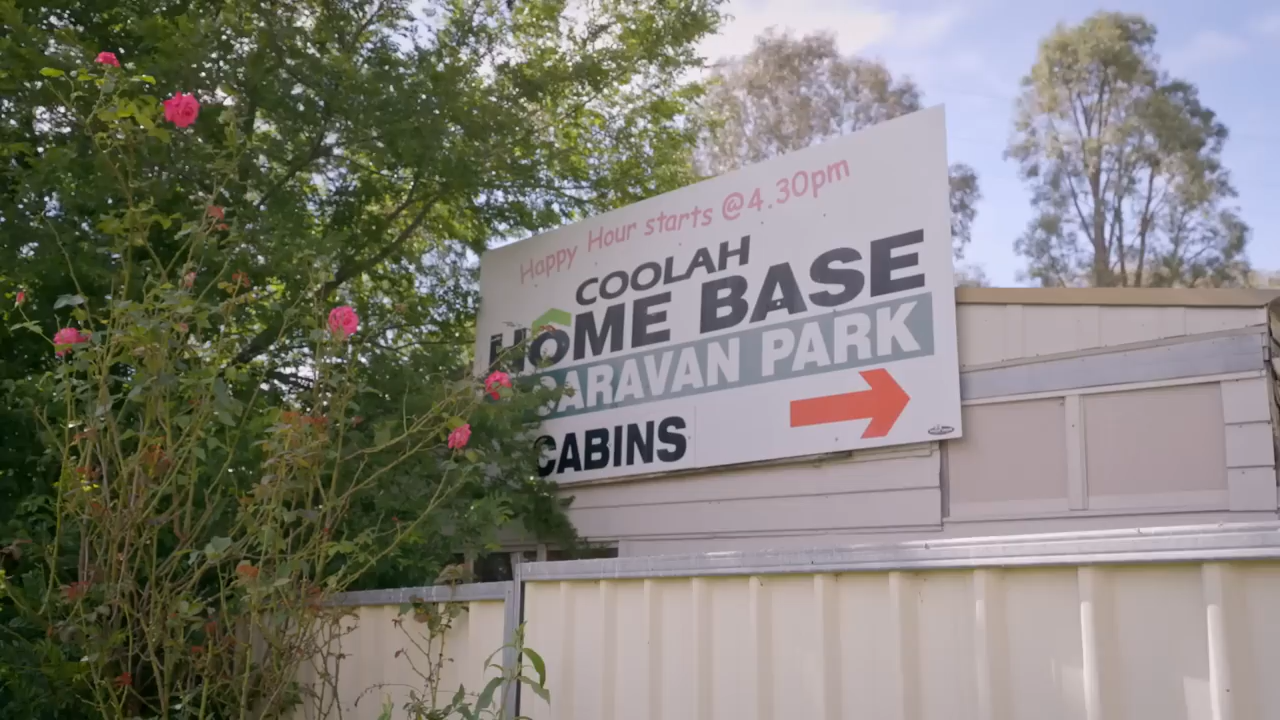 Happy Hour starts @4.30pm
COOLAH
HOME BASE
CARAVAN PARK
CABINS